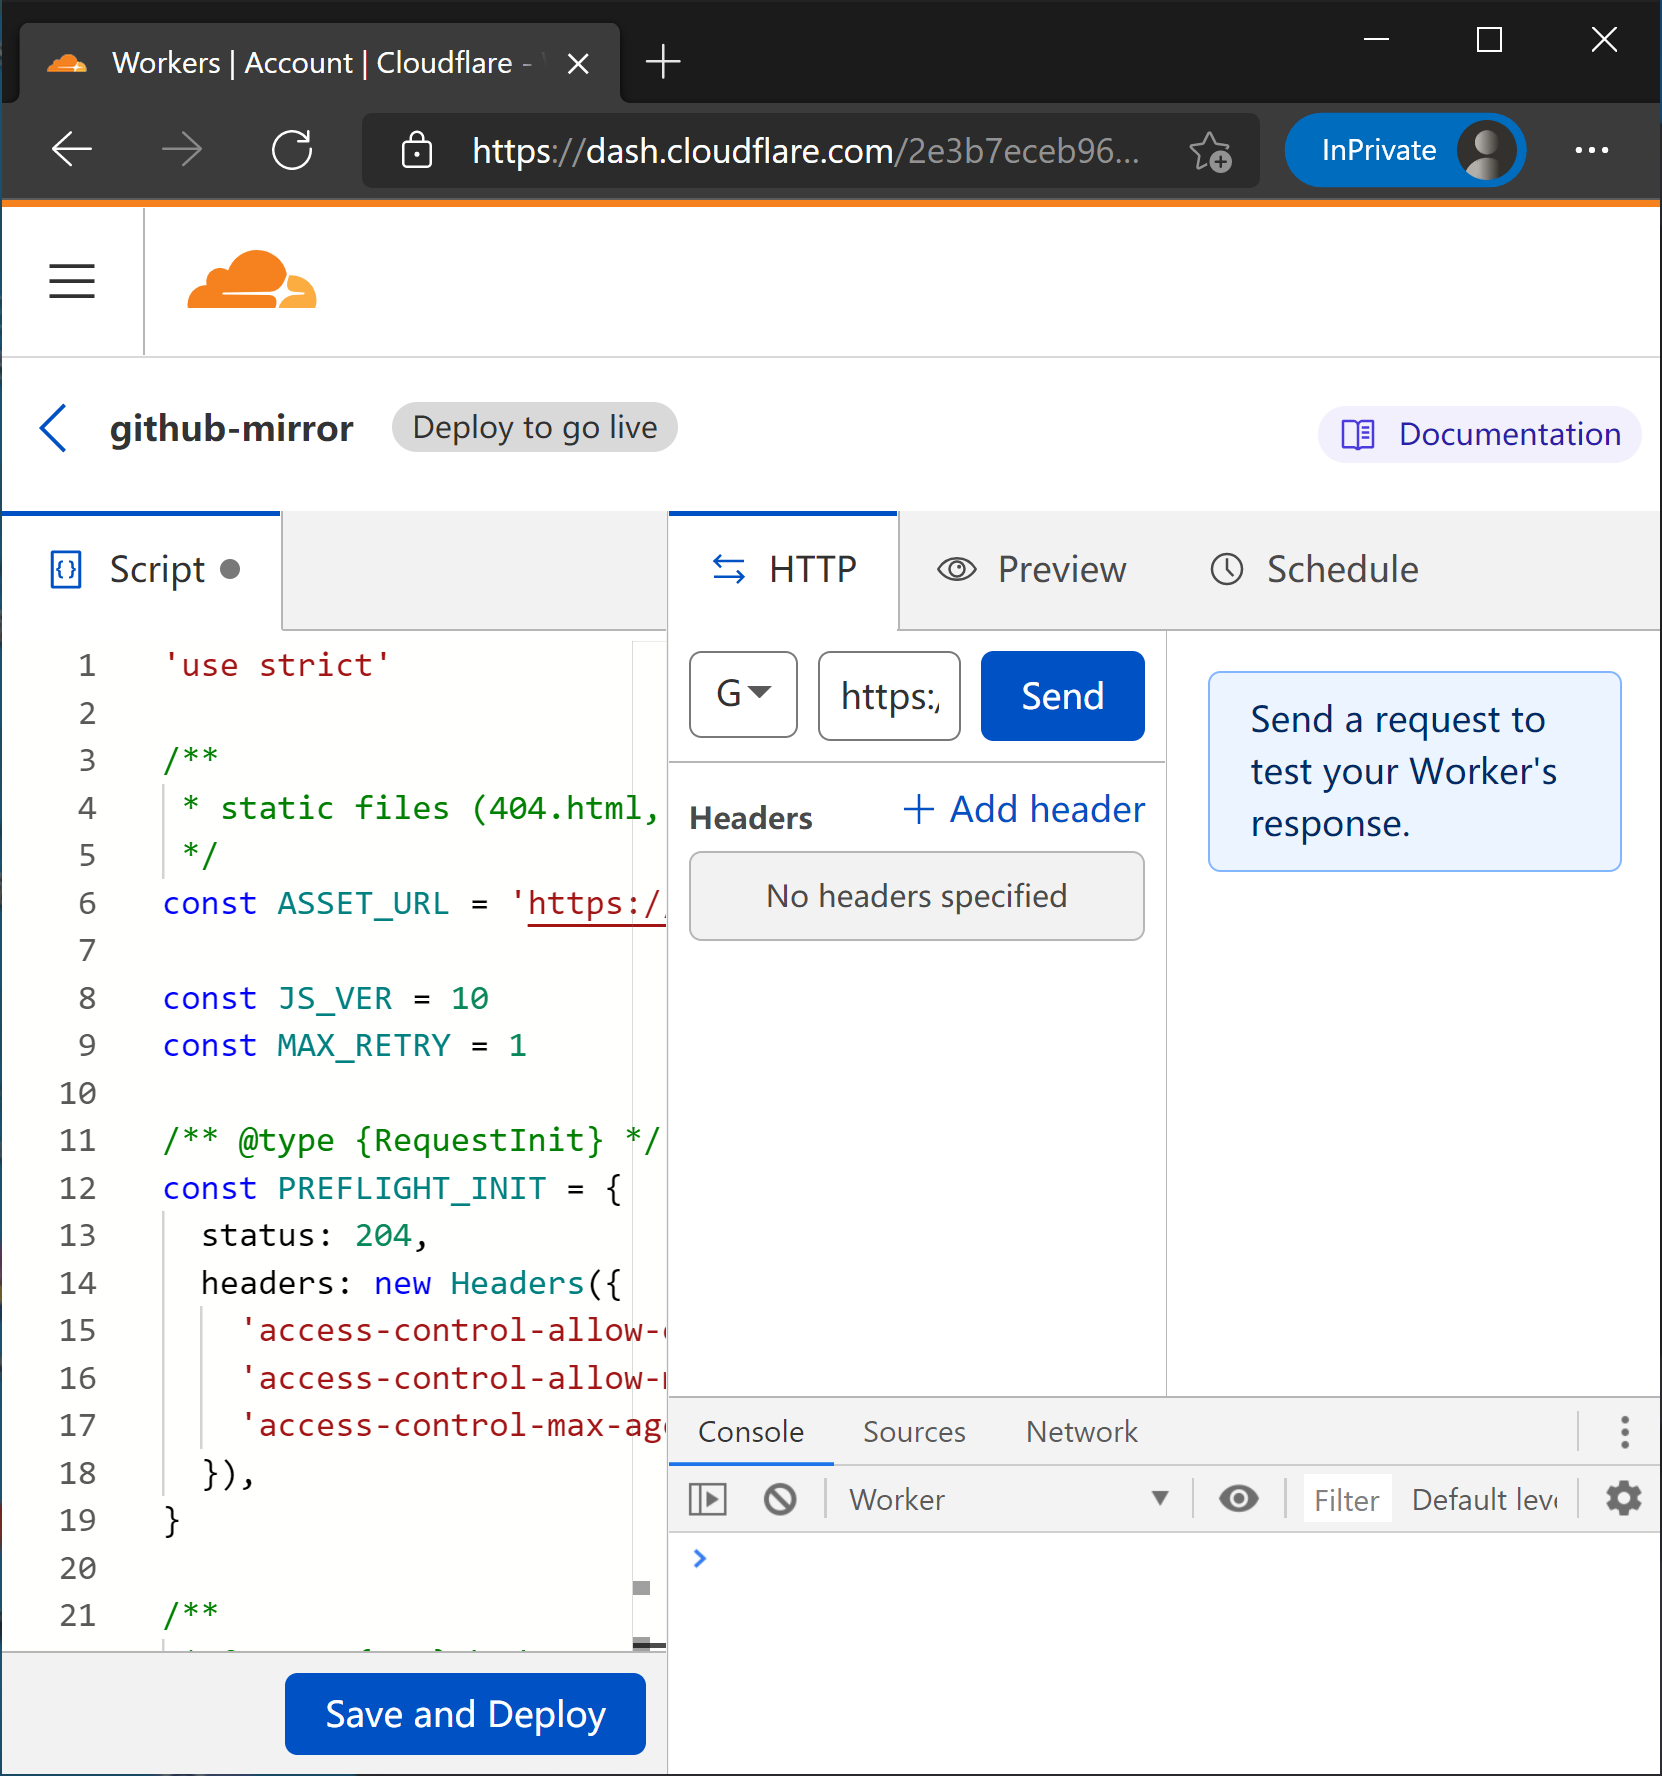 Workers | Account | Cloudflare -
https://dash.cloudflare.com/2e3b7eceb96...
InPrivate
github-mirror
Deploy to go live
Documentation
Script
HTTP
Preview
Schedule
1 'use strict'
2
3 /**
4 * static files (404.html,
5 */
6 const ASSET_URL = 'https://
7
8 const JS_VER = 10
9 const MAX_RETRY = 1
10
11 /** @type {RequestInit} */
12 const PREFLIGHT_INIT = {
13 status: 204,
14 headers: new Headers({
15 'access-control-allow-
16 'access-control-allow-
17 'access-control-max-age
18 }),
19 }
20
21 /**
Save and Deploy
G
https:/
Send
Headers
+ Add header
No headers specified
Send a request to
test your Worker's
response.
Console
Sources
Network
Worker
Filter
Default leve